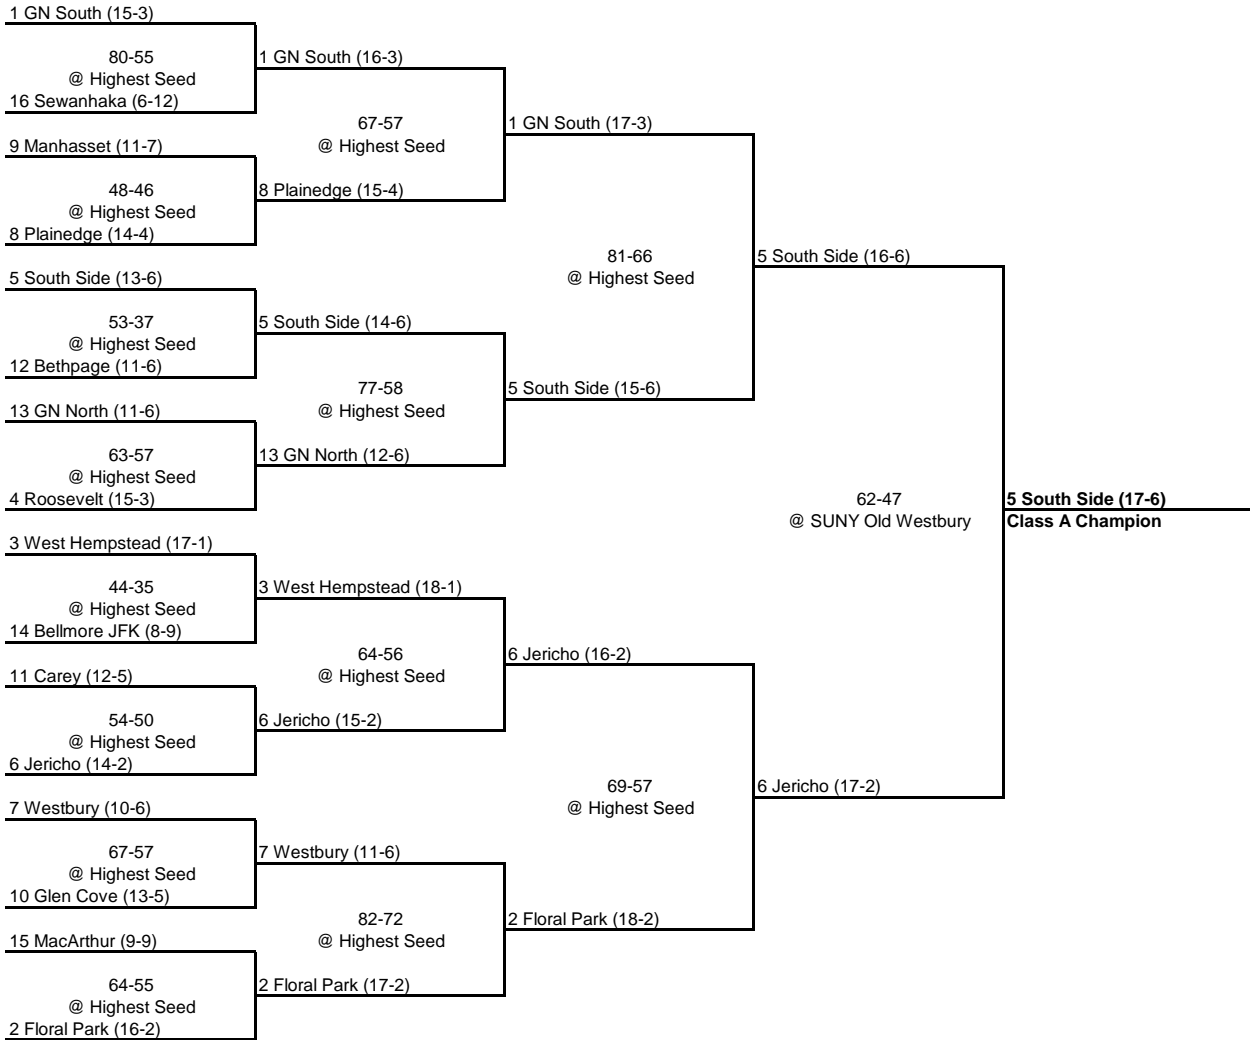 1 GN South (15-3)
80-55
@ Highest Seed
16 Sewanhaka (6-12)
9 Manhasset (11-7)
48-46
@ Highest Seed
8 Plainedge (14-4)
5 South Side (13-6)
53-37
@ Highest Seed
12 Bethpage (11-6)
13 GN North (11-6)
63-57
@ Highest Seed
4 Roosevelt (15-3)
3 West Hempstead (17-1)
44-35
@ Highest Seed
14 Bellmore JFK (8-9)
11 Carey (12-5)
54-50
@ Highest Seed
6 Jericho (14-2)
7 Westbury (10-6)
67-57
@ Highest Seed
10 Glen Cove (13-5)
15 MacArthur (9-9)
64-55
@ Highest Seed
2 Floral Park (16-2)
1 GN South (16-3)
67-57
@ Highest Seed
8 Plainedge (15-4)
5 South Side (14-6)
77-58
@ Highest Seed
13 GN North (12-6)
3 West Hempstead (18-1)
64-56
@ Highest Seed
6 Jericho (15-2)
7 Westbury (11-6)
82-72
@ Highest Seed
2 Floral Park (17-2)
1 GN South (17-3)
81-66
@ Highest Seed
5 South Side (15-6)
6 Jericho (16-2)
69-57
@ Highest Seed
2 Floral Park (18-2)
5 South Side (16-6)
62-47
@ SUNY Old Westbury
6 Jericho (17-2)
5 South Side (17-6)
Class A Champion